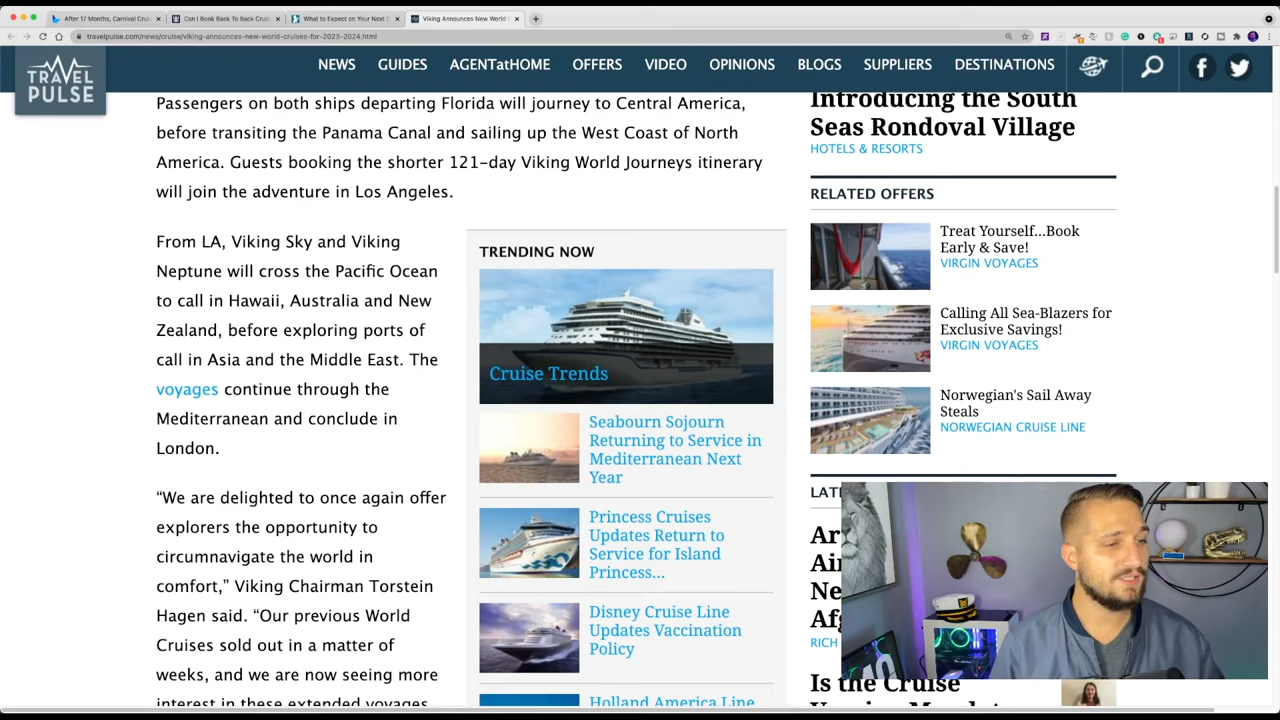 After 17 Months, Carnival Cruis
Can I Book Back To Back Cruise
What to Expect on Your Next C
Viking Announces New World
travelpulse.com/news/cruise/viking-announces-new-world-cruises-for-2023-2024.html
TRAVEL
PULSE
NEWS
GUIDES
AGENTatHOME
OFFERS
VIDEO
OPINIONS
BLOGS
SUPPLIERS
DESTINATIONS
Passengers on both ships departing Florida will journey to Central America,
before transiting the Panama Canal and sailing up the West Coast of North
America. Guests booking the shorter 121-day Viking World Journeys itinerary
will join the adventure in Los Angeles.
From LA, Viking Sky and Viking
Neptune will cross the Pacific Ocean
to call in Hawaii, Australia and New
Zealand, before exploring ports of
call in Asia and the Middle East. The
voyages continue through the
Mediterranean and conclude in
London.
“We are delighted to once again offer
explorers the opportunity to
circumnavigate the world in
comfort,” Viking Chairman Torstein
Hagen said. “Our previous World
Cruises sold out in a matter of
weeks, and we are now seeing more
interest in these extended voyages
TRENDING NOW
Cruise Trends
Seabourn Sojourn
Returning to Service in
Mediterranean Next
Year
Princess Cruises
Updates Return to
Service for Island
Princess...
Disney Cruise Line
Updates Vaccination
Policy
Holland America Line
Introducing the South
Seas Rondoval Village
HOTELS & RESORTS
RELATED OFFERS
Treat Yourself...Book
Early & Save!
VIRGIN VOYAGES
Calling All Sea-Blazers for
Exclusive Savings!
VIRGIN VOYAGES
Norwegian's Sail Away
Steals
NORWEGIAN CRUISE LINE
LAT
Ar
Air
Ne
Afg
RICH
Is the Cruise